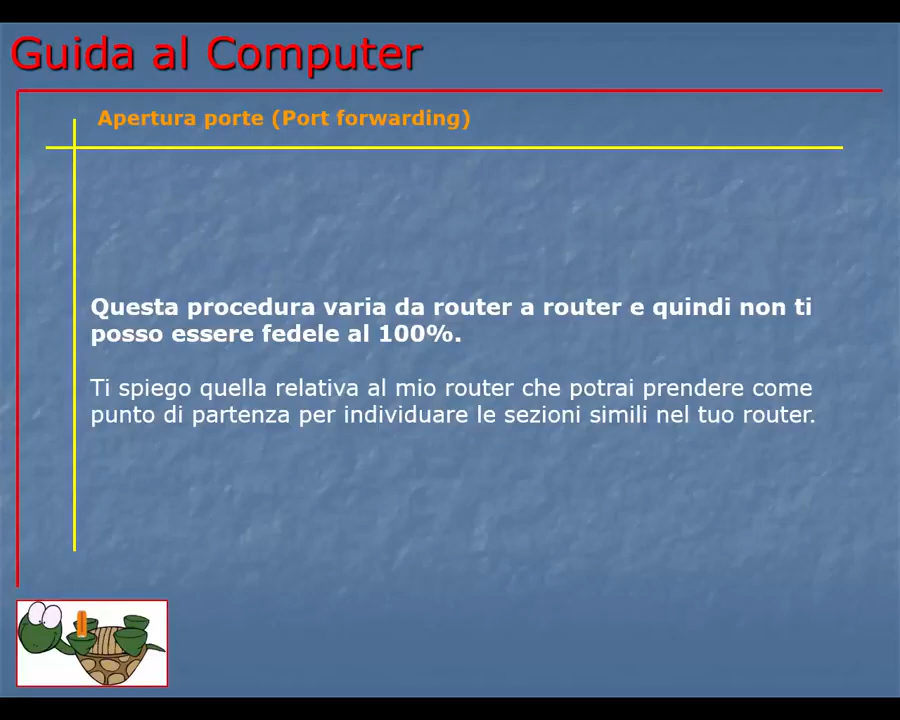 Guida al Computer
Apertura porte (Port forwarding)
Questa procedura varia da router a router e quindi non ti
posso essere fedele al 100%.
Ti spiego quella relativa al mio router che potrai prendere come
punto di partenza per individuare le sezioni simili nel tuo router.